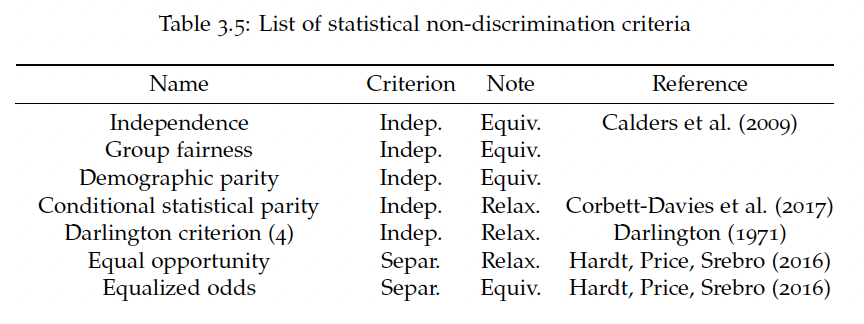 Table 3.5: List of statistical non-discrimination criteria
Name Criterion Note Reference
Independence Indep. Equiv. Calders et al. (2009)
Group fairness Indep. Equiv.
Demographic parity Indep. Equiv.
Conditional statistical parity Indep. Relax. Corbett-Davies et al. (2017)
Darlington criterion (4) Indep. Relax. Darlington (1971)
Equal opportunity Separ. Relax. Hardt, Price, Srebro (2016)
Equalized odds Separ. Equiv. Hardt, Price, Srebro (2016)